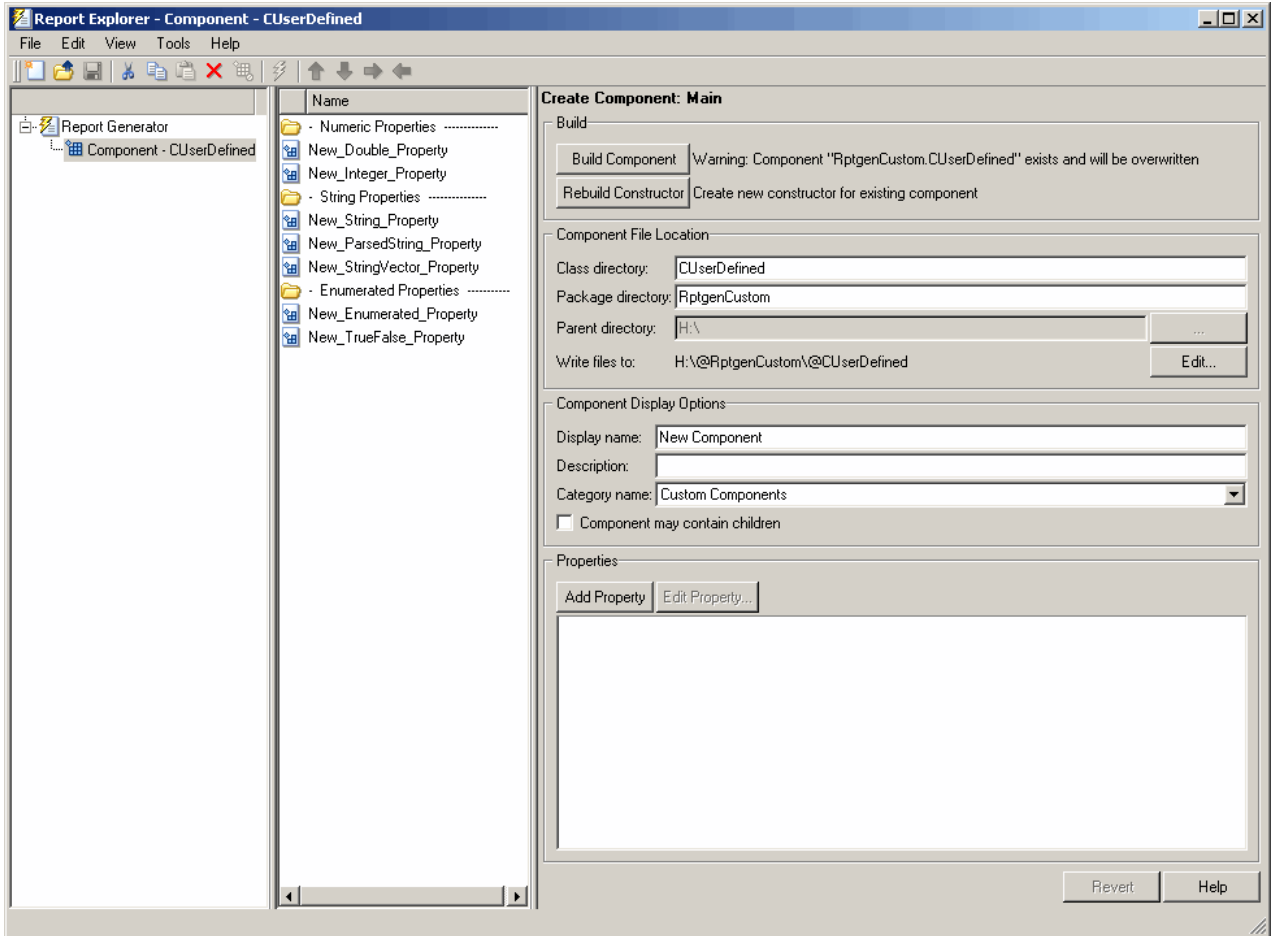 Report Explorer - Component - CUserDefined
File Edit View Tools Help
Report Generator
Component - CUserDefined
Name
- Numeric Properties -------------
New_Double_Property
New_Integer_Property
- String Properties --------------
New_String_Property
New_ParsedString_Property
New_StringVector_Property
- Enumerated Properties ----------
New_Enumerated_Property
New_TrueFalse_Property
Create Component: Main
Build
Build Component Warning: Component "RptgenCustom.CUserDefined" exists and will be overwritten
Rebuild Constructor Create new constructor for existing component
Component File Location
Class directory: CUserDefined
Package directory: RptgenCustom
Parent directory: H:\ ...
Write files to: H:\@RptgenCustom\@CUserDefined Edit...
Component Display Options
Display name: New Component
Description:
Category name: Custom Components
Component may contain children
Properties
Add Property Edit Property...
Revert Help